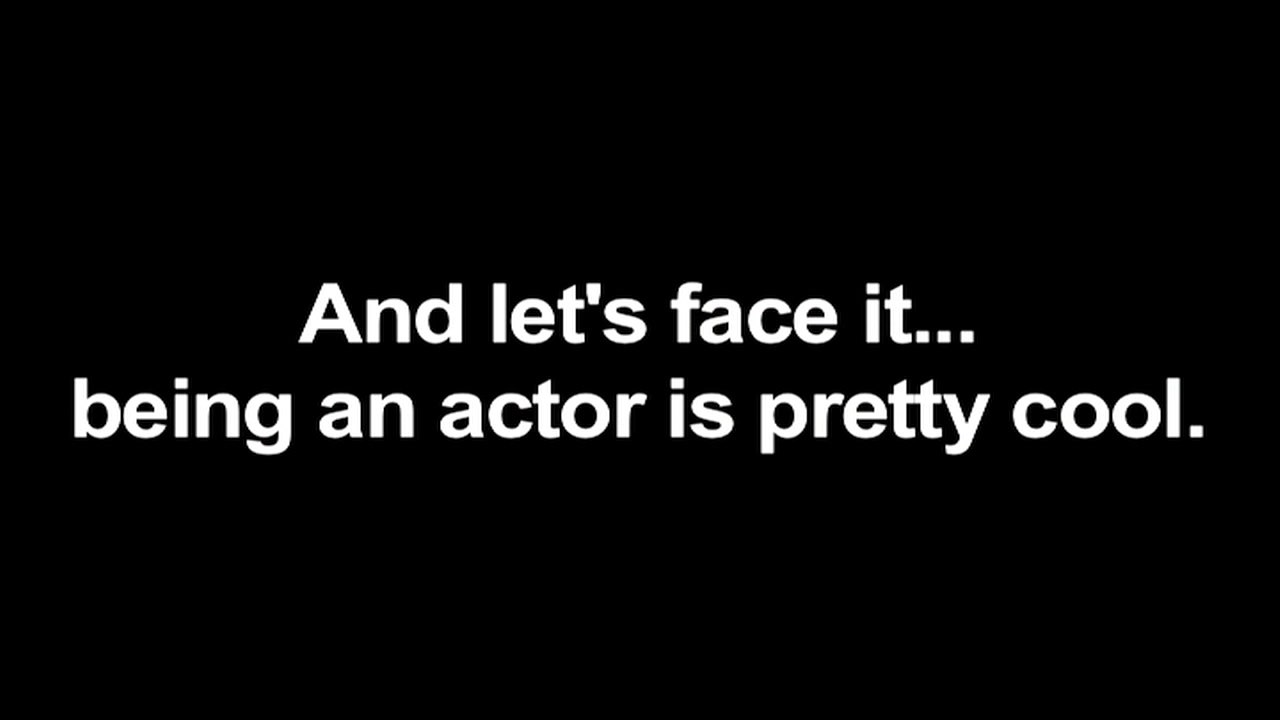 And let's face it...
being an actor is pretty cool.